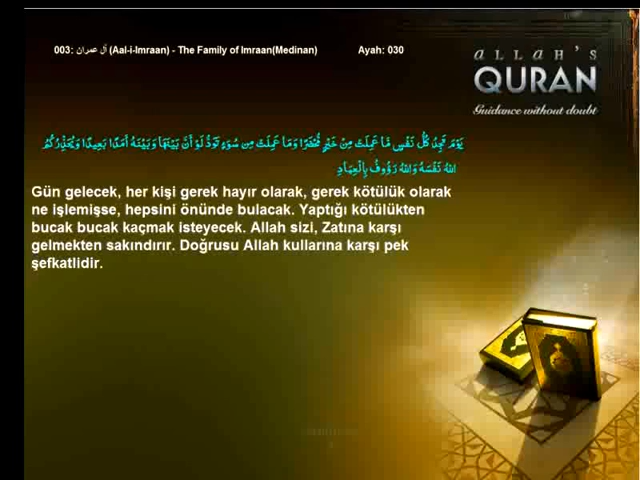 003: آل عمران (Aal-i-Imraan) - The Family of Imraan(Medinan) Ayah: 030
ALLAH'S
QURAN
Guidance without doubt
يَوْمَ تَجِدُ كُلُّ نَفْسٍ مَّا عَمِلَتْ مِنْ خَيْرٍ مُّحْضَرًا وَمَا عَمِلَتْ مِن سُوءٍ تَوَدُّ لَوْ أَنَّ بَيْنَهَا وَبَيْنَهُ أَمَدًا بَعِيدًا وَيُحَذِّرُكُمُ
اللهُ نَفْسَهُ وَاللهُ رَؤُوفٌ بِالْعِبَادِ
Gün gelecek, her kişi gerek hayır olarak, gerek kötülük olarak
ne işlemişse, hepsini önünde bulacak. Yaptığı kötülükten
bucak bucak kaçmak isteyecek. Allah sizi, Zatına karşı
gelmekten sakındırır. Doğrusu Allah kullarına karşı pek
şefkatlidir.